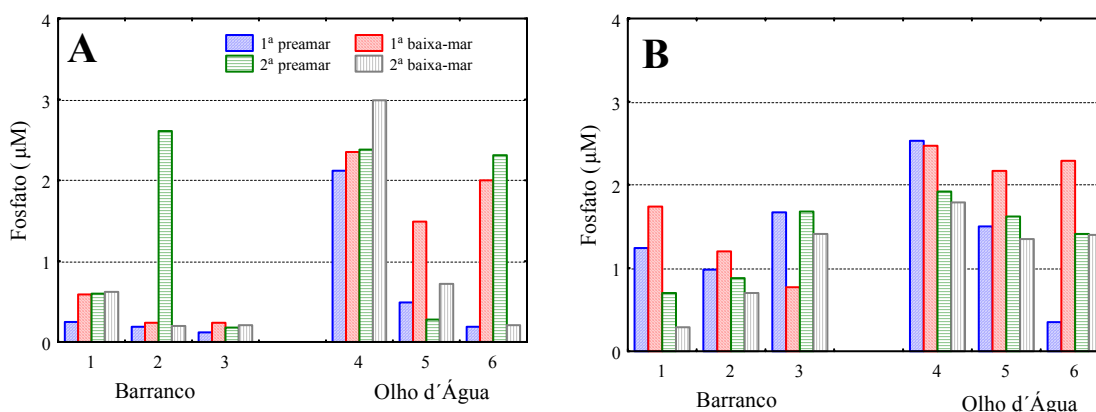 A
1ª preamar
1ª baixa-mar
2ª preamar
2ª baixa-mar
Fosfato ( µM)
4
3
2
1
0
1 2 3 4 5 6
Barranco Olho d´Água
B
Fosfato (µM)
4
3
2
1
0
1 2 3 4 5 6
Barranco Olho d´Água